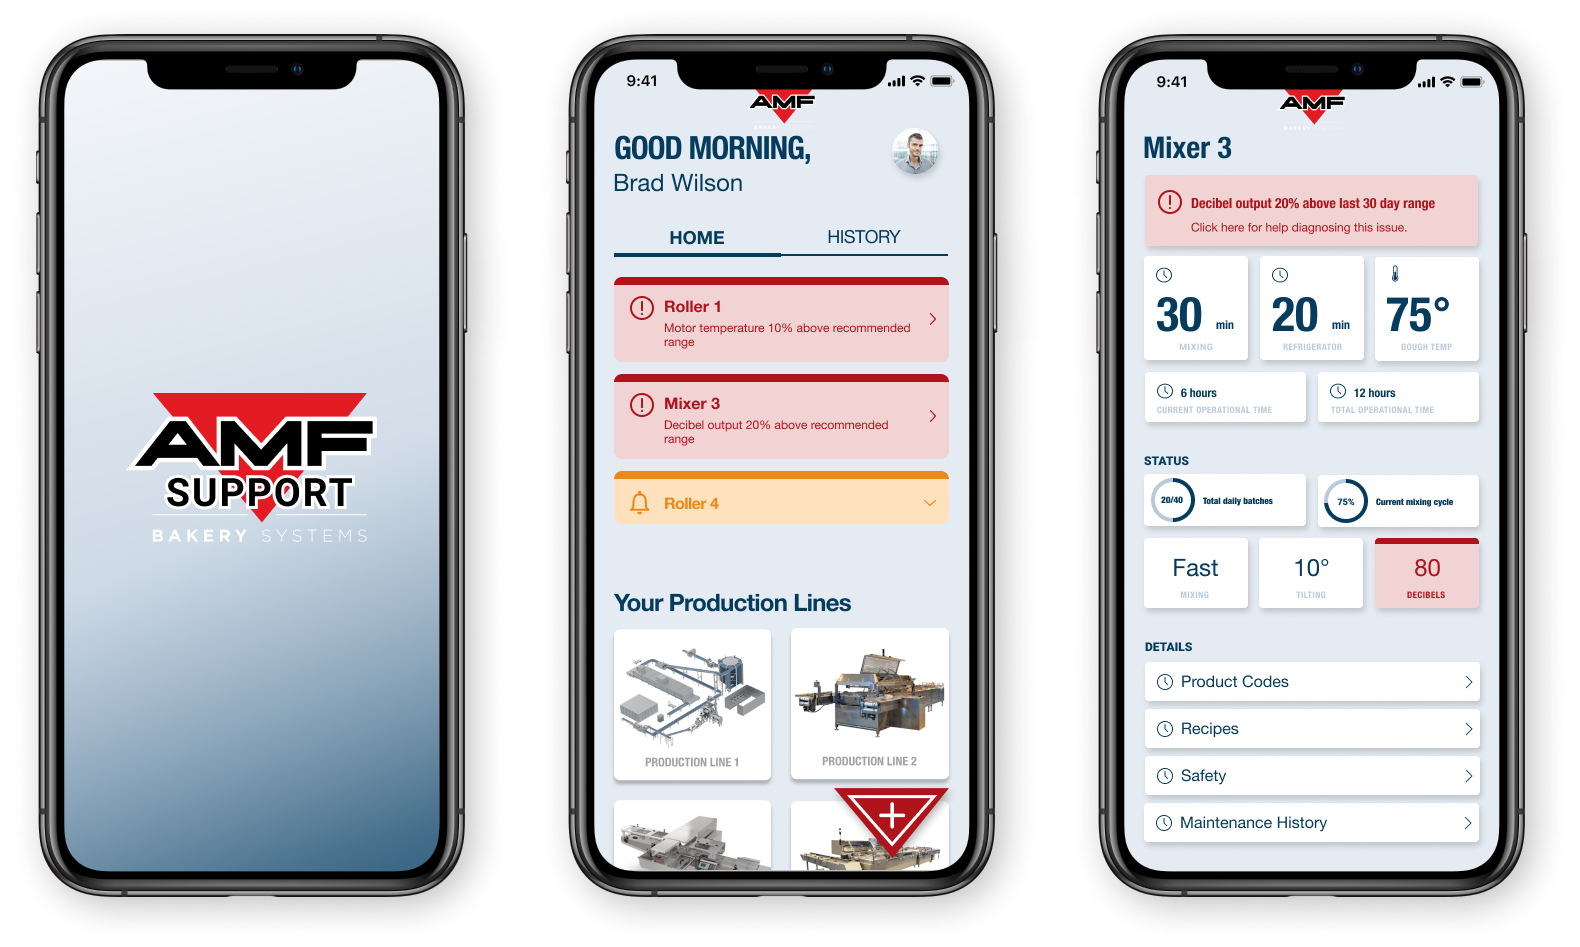 AMF
SUPPORT
BAKERY SYSTEMS
9:41
AMF
BAKERY SYSTEMS
GOOD MORNING,
Brad Wilson
HOME
HISTORY
Roller 1
Motor temperature 10% above recommended
range
Mixer 3
Decibel output 20% above recommended
range
Roller 4
Your Production Lines
PRODUCTION LINE 1
PRODUCTION LINE 2
9:41
AMF
Mixer 3
Decibel output 20% above last 30 day range
Click here for help diagnosing this issue.
30 min
MIXING
20 min
REFRIGERATOR
75°
DOUGH TEMP
6 hours
CURRENT OPERATIONAL TIME
12 hours
TOTAL OPERATIONAL TIME
STATUS
20/40
Total daily batches
75%
Current mixing cycle
Fast
MIXING
10°
TILTING
80
DECIBELS
DETAILS
Product Codes
Recipes
Safety
Maintenance History